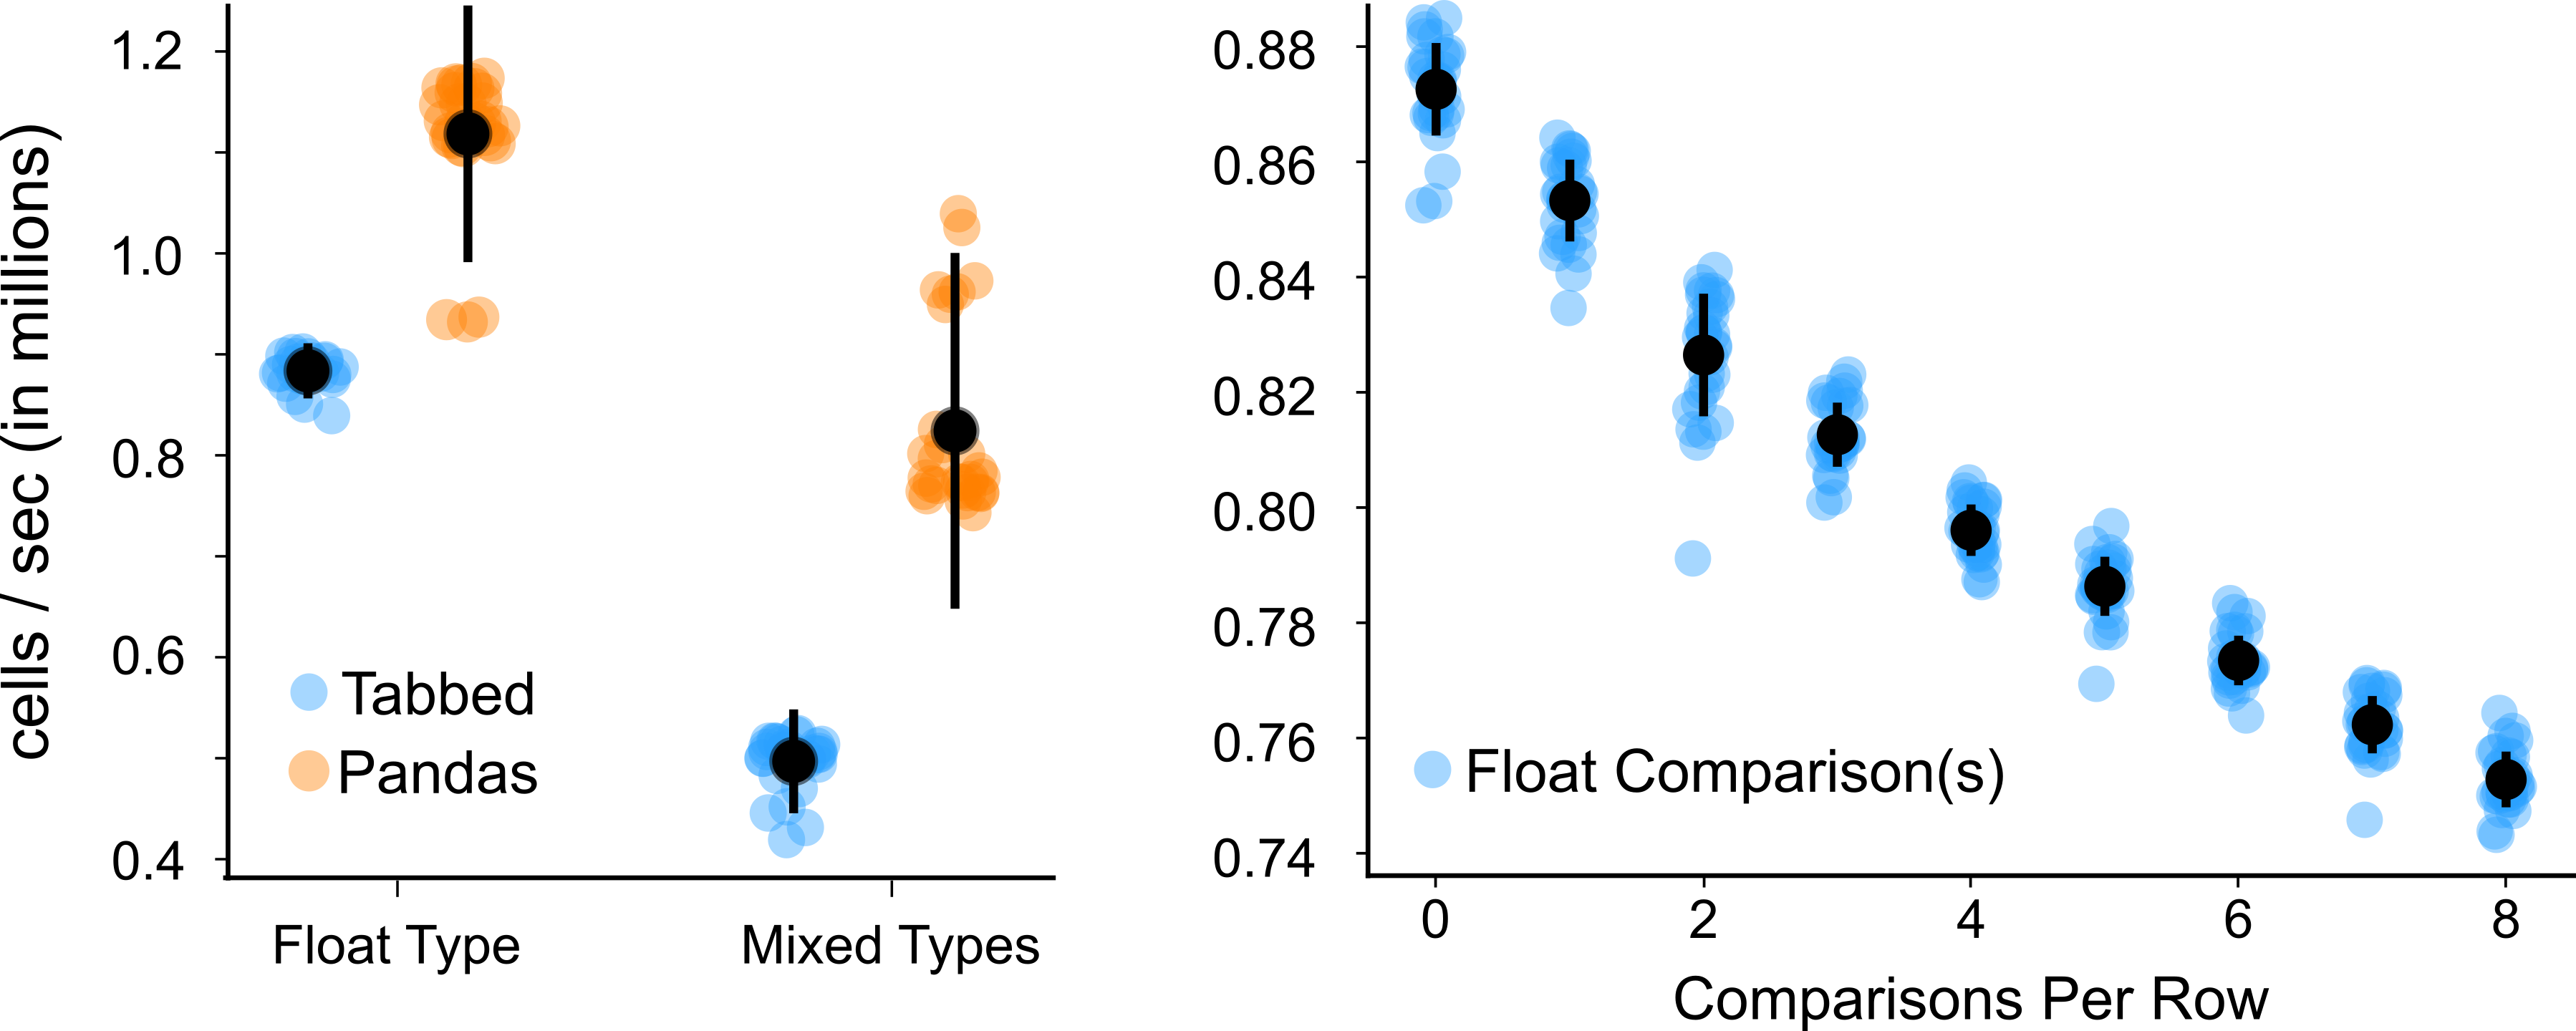 cells / sec (in millions)
1.2
1.0
0.8
0.6
0.4
Tabbed
Pandas
Float Type
Mixed Types
0.88
0.86
0.84
0.82
0.80
0.78
0.76
0.74
Float Comparison(s)
0 2 4 6 8
Comparisons Per Row